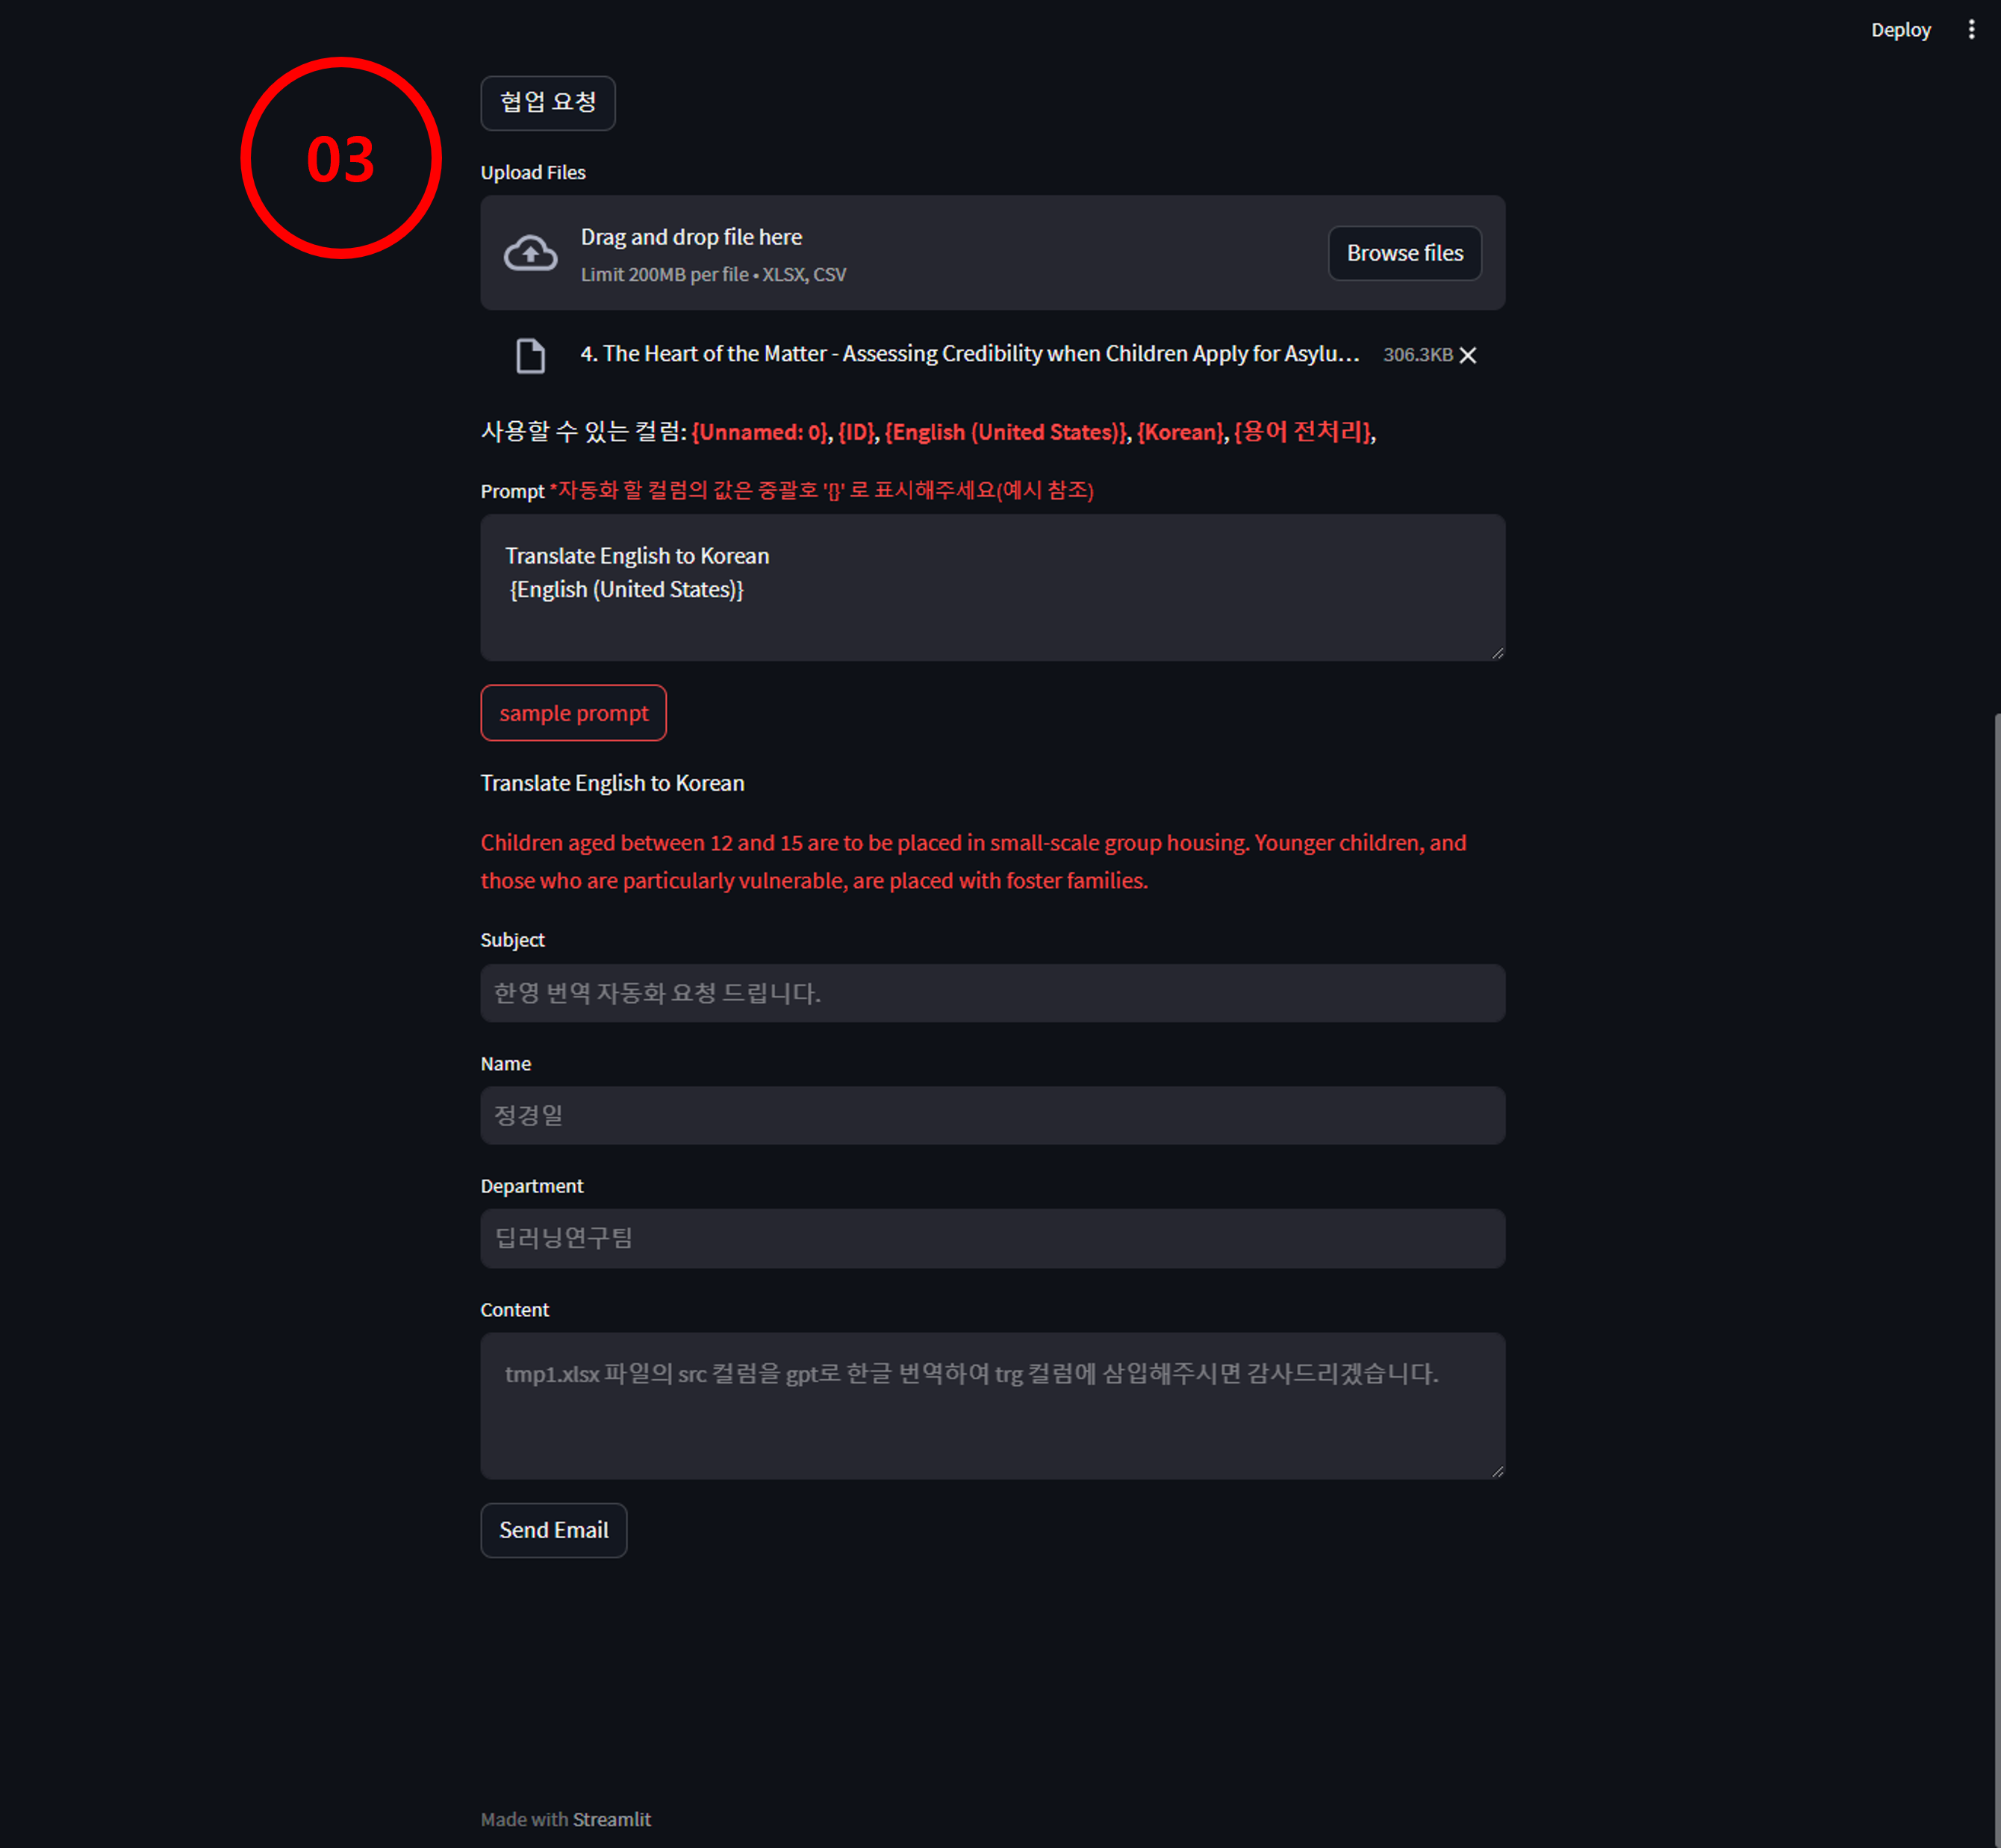 Deploy
03
협업 요청
Upload Files
Drag and drop file here
Limit 200MB per file • XLSX, CSV
Browse files
4. The Heart of the Matter - Assessing Credibility when Children Apply for Asylu...
306.3KB
사용할 수 있는 컬럼: {Unnamed: 0}, {ID}, {English (United States)}, {Korean}, {용어 전처리},
Prompt *자동화 할 컬럼의 값은 중괄호 '{}' 로 표시해주세요(예시 참조)
Translate English to Korean
{English (United States)}
sample prompt
Translate English to Korean
Children aged between 12 and 15 are to be placed in small-scale group housing. Younger children, and
those who are particularly vulnerable, are placed with foster families.
Subject
한영 번역 자동화 요청 드립니다.
Name
정경일
Department
딥러닝연구팀
Content
tmp1.xlsx 파일의 src 컬럼을 gpt로 한글 번역하여 trg 컬럼에 삽입해주시면 감사드리겠습니다.
Send Email
Made with Streamlit